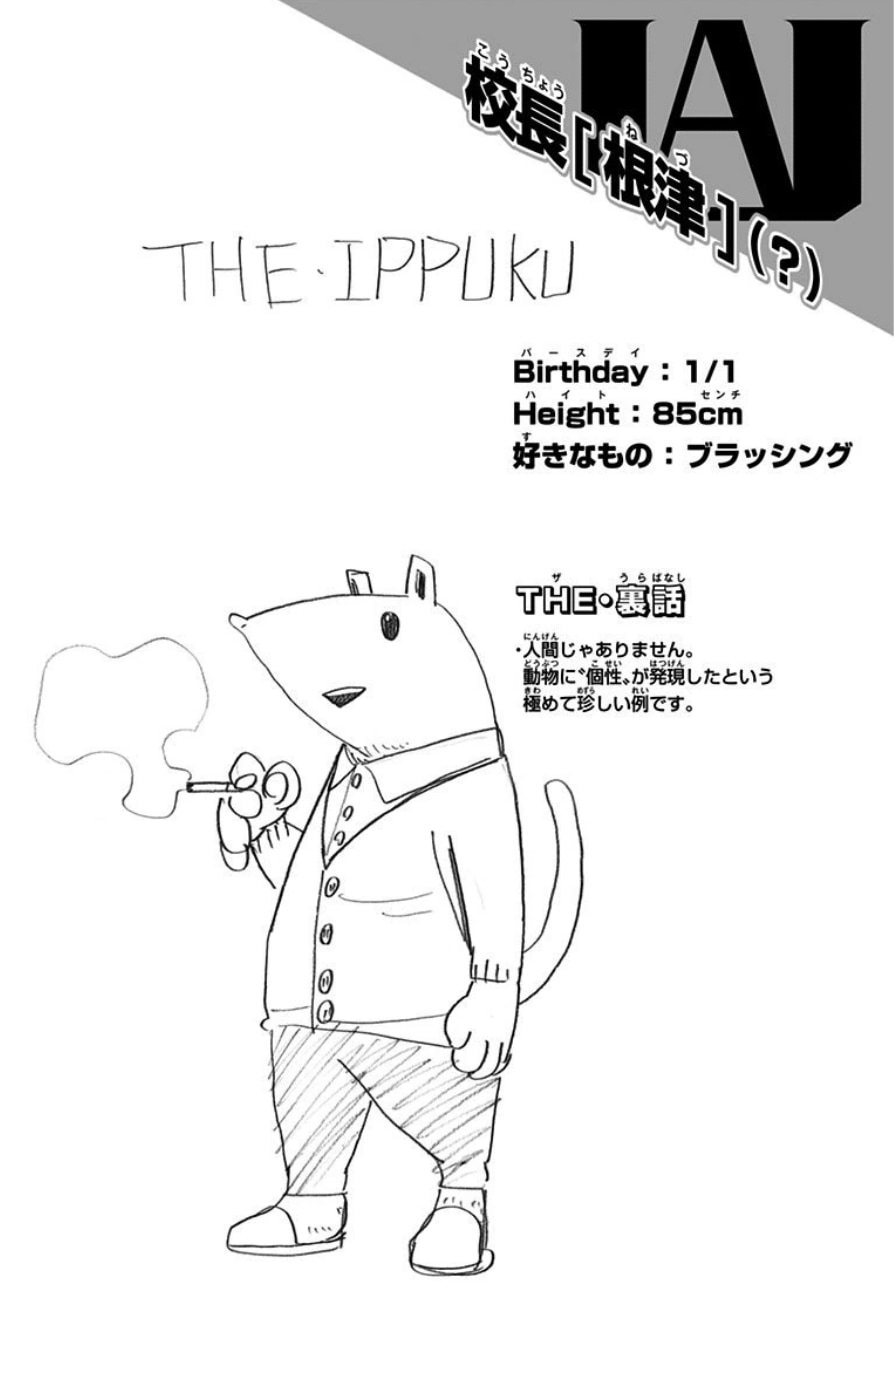 UA
校長[根津](?)
THE・IPPUKU
Birthday：1/1
Height：85cm
好きなもの：ブラッシング
THE・裏話
・人間じゃありません。
動物に〝個性〟が発現したという
極めて珍しい例です。